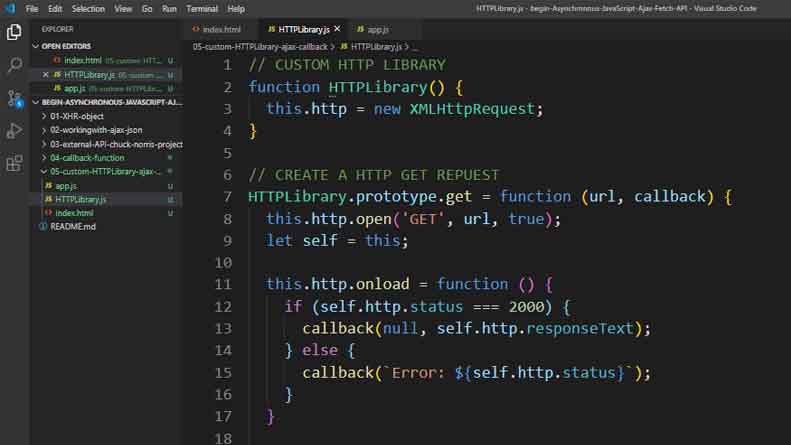 File Edit Selection View Go Run Terminal Help
HTTPLibrary.js - begin-Asynchronous-JavaScript-Ajax-Fetch-API - Visual Studio Code
EXPLORER
OPEN EDITORS
index.html 05-custom-HTT... U
HTTPLibrary.js 05-custom-... U
app.js 05-custom-HTTPLibr... U
BEGIN-ASYNCHRONOUS-JAVASCRIPT-AJ...
01-XHR-object
02-workingwith-ajax-json
03-external-API-chuck-norris-project
04-callback-function
05-custom-HTTPLibrary-ajax-...
app.js U
HTTPLibrary.js U
index.html U
README.md
index.html
HTTPLibrary.js
app.js
05-custom-HTTPLibrary-ajax-callback > HTTPLibrary.js > ...
1 // CUSTOM HTTP LIBRARY
2 function HTTPLibrary() {
3 this.http = new XMLHttpRequest;
4 }
5
6 // CREATE A HTTP GET REPUEST
7 HTTPLibrary.prototype.get = function (url, callback) {
8 this.http.open('GET', url, true);
9 let self = this;
10
11 this.http.onload = function () {
12 if (self.http.status === 2000) {
13 callback(null, self.http.responseText);
14 } else {
15 callback(`Error: ${self.http.status}`);
16 }
17 }
18